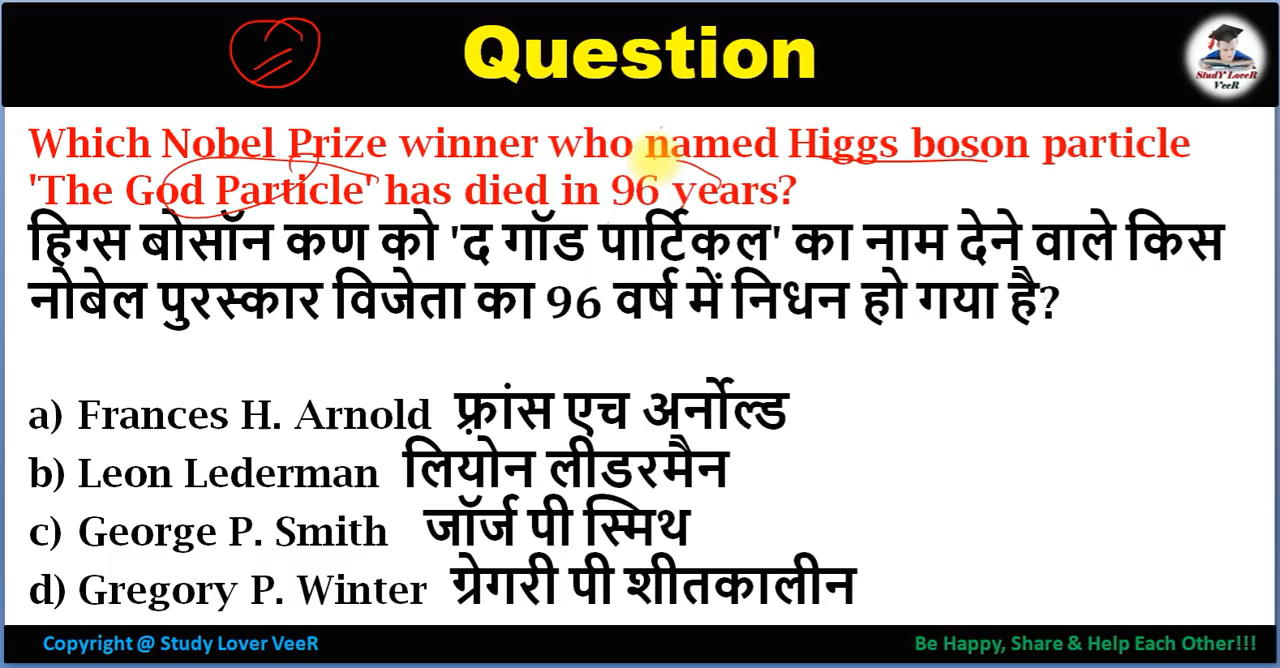 Question
StudY LoveR
VeeR
Which Nobel Prize winner who named Higgs boson particle
'The God Particle' has died in 96 years?
हिग्स बोसॉन कण को 'द गॉड पार्टिकल' का नाम देने वाले किस
नोबेल पुरस्कार विजेता का 96 वर्ष में निधन हो गया है?
a) Frances H. Arnold फ़्रांस एच अर्नोल्ड
b) Leon Lederman लियोन लीडरमैन
c) George P. Smith जॉर्ज पी स्मिथ
d) Gregory P. Winter ग्रेगरी पी शीतकालीन
Copyright @ Study Lover VeeR
Be Happy, Share & Help Each Other!!!